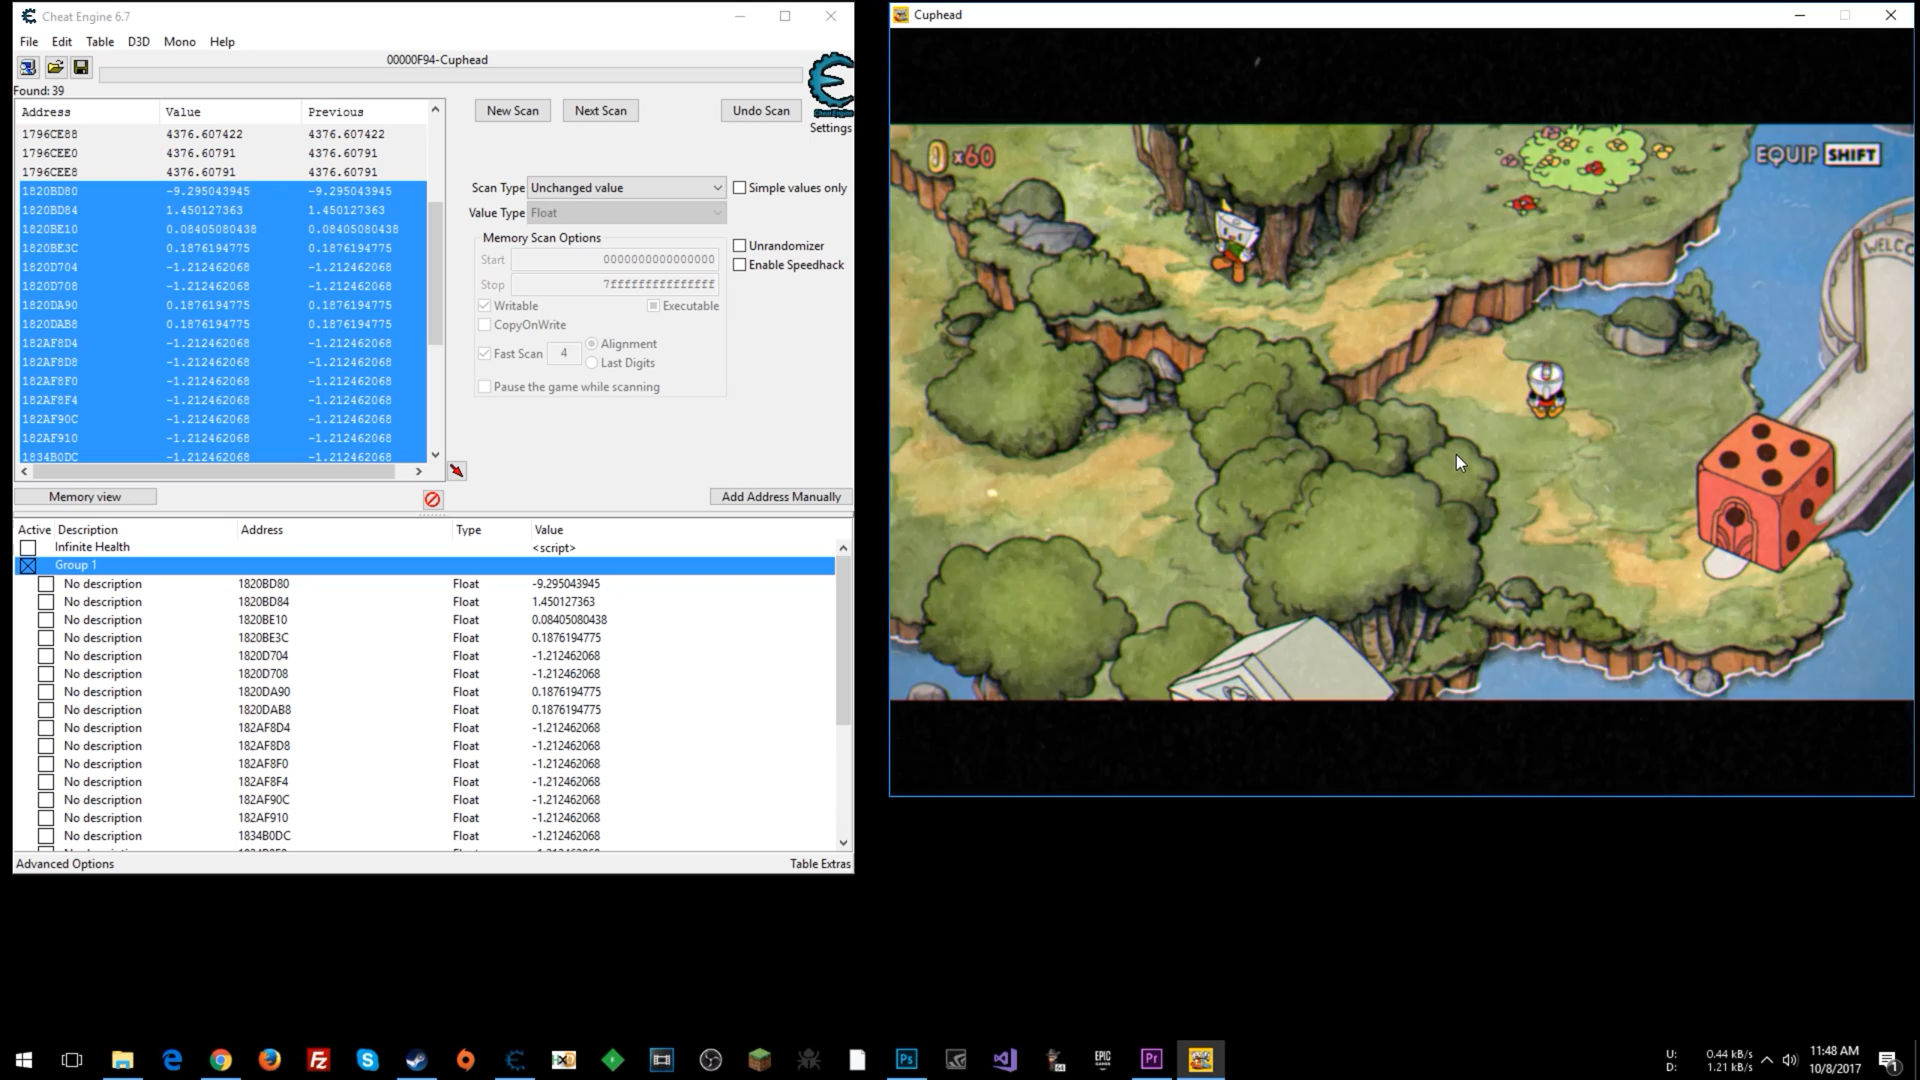 Cheat Engine 6.7
File Edit Table D3D Mono Help
00000F94-Cuphead
Found: 39
Address Value Previous
1796CE88 4376.607422 4376.607422
1796CEE0 4376.60791 4376.60791
1796CEE8 4376.60791 4376.60791
1820BD80 -9.295043945 -9.295043945
1820BD84 1.450127363 1.450127363
1820BE10 0.08405080438 0.08405080438
1820BE3C 0.1876194775 0.1876194775
1820D704 -1.212462068 -1.212462068
1820D708 -1.212462068 -1.212462068
1820DA90 0.1876194775 0.1876194775
1820DAB8 0.1876194775 0.1876194775
182AF8D4 -1.212462068 -1.212462068
182AF8D8 -1.212462068 -1.212462068
182AF8F0 -1.212462068 -1.212462068
182AF8F4 -1.212462068 -1.212462068
182AF90C -1.212462068 -1.212462068
182AF910 -1.212462068 -1.212462068
1834B0DC -1.212462068 -1.212462068
New Scan Next Scan Undo Scan
Cheat Engine
Settings
Scan Type Unchanged value Simple values only
Value Type Float
Memory Scan Options
Start 0000000000000000
Stop 7fffffffffffffff
Writable Executable
CopyOnWrite
Fast Scan 4 Alignment
Last Digits
Pause the game while scanning
Unrandomizer
Enable Speedhack
Memory view Add Address Manually
Active Description Address Type Value
Infinite Health <script>
Group 1
No description 1820BD80 Float -9.295043945
No description 1820BD84 Float 1.450127363
No description 1820BE10 Float 0.08405080438
No description 1820BE3C Float 0.1876194775
No description 1820D704 Float -1.212462068
No description 1820D708 Float -1.212462068
No description 1820DA90 Float 0.1876194775
No description 1820DAB8 Float 0.1876194775
No description 182AF8D4 Float -1.212462068
No description 182AF8D8 Float -1.212462068
No description 182AF8F0 Float -1.212462068
No description 182AF8F4 Float -1.212462068
No description 182AF90C Float -1.212462068
No description 182AF910 Float -1.212462068
No description 1834B0DC Float -1.212462068
Advanced Options Table Extras
Cuphead
x60
EQUIP SHIFT
WELC
Fz
Ps
EPIC
GAMES
Pr
U: 0.44 kB/s
D: 1.21 kB/s
11:48 AM
10/8/2017
1